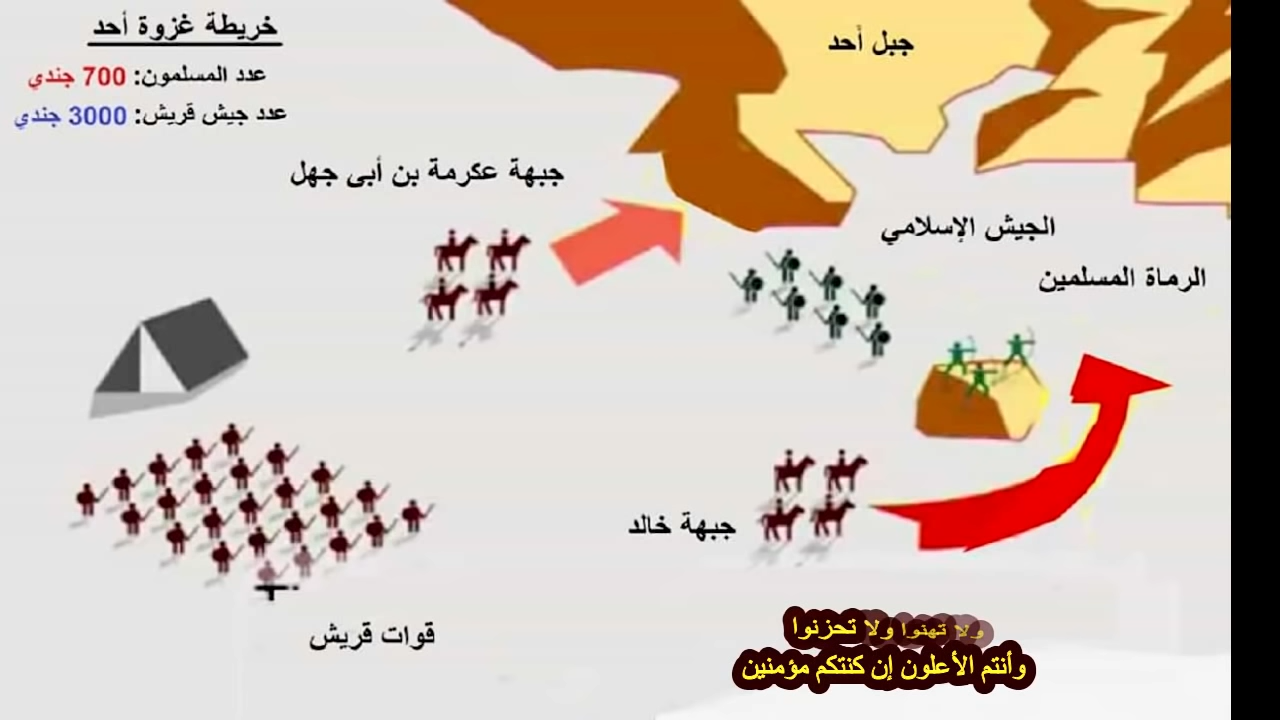 خريطة غزوة أحد
عدد المسلمون: 700 جندي
عدد جيش قريش: 3000 جندي
جبل أحد
جبهة عكرمة بن أبى جهل
الجيش الإسلامي
الرماة المسلمين
جبهة خالد
قوات قريش
ولا تهنوا ولا تحزنوا
وأنتم الأعلون إن كنتكم مؤمنين